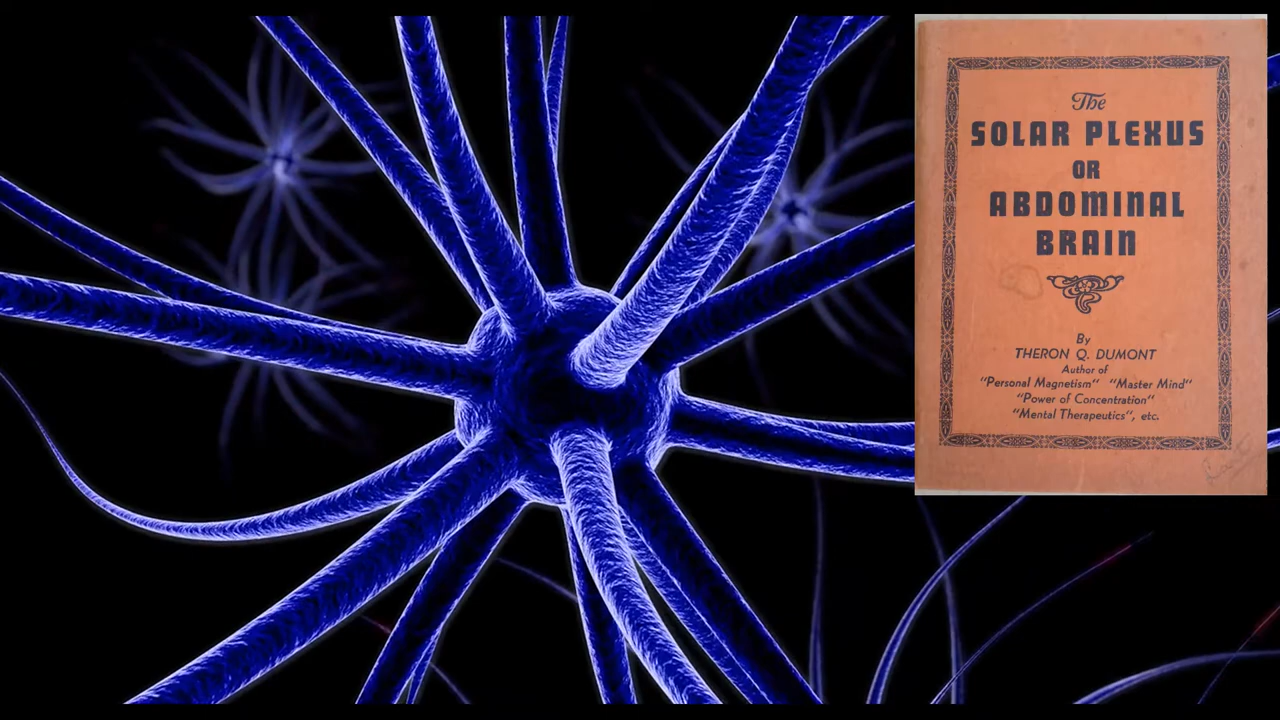 The
SOLAR PLEXUS
OR
ABDOMINAL
BRAIN
By
THERON Q. DUMONT
Author of
"Personal Magnetism" "Master Mind"
"Power of Concentration"
"Mental Therapeutics", etc.